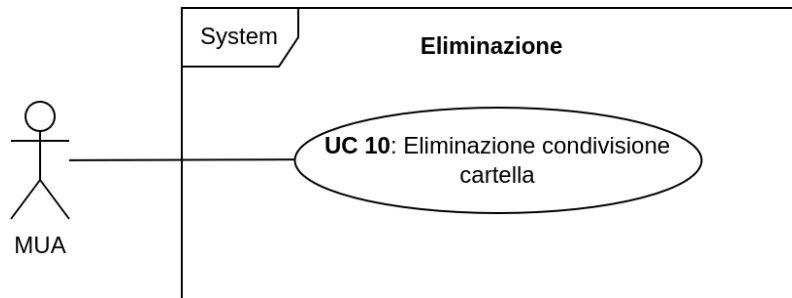 System
Eliminazione
UC 10: Eliminazione condivisione
cartella
MUA